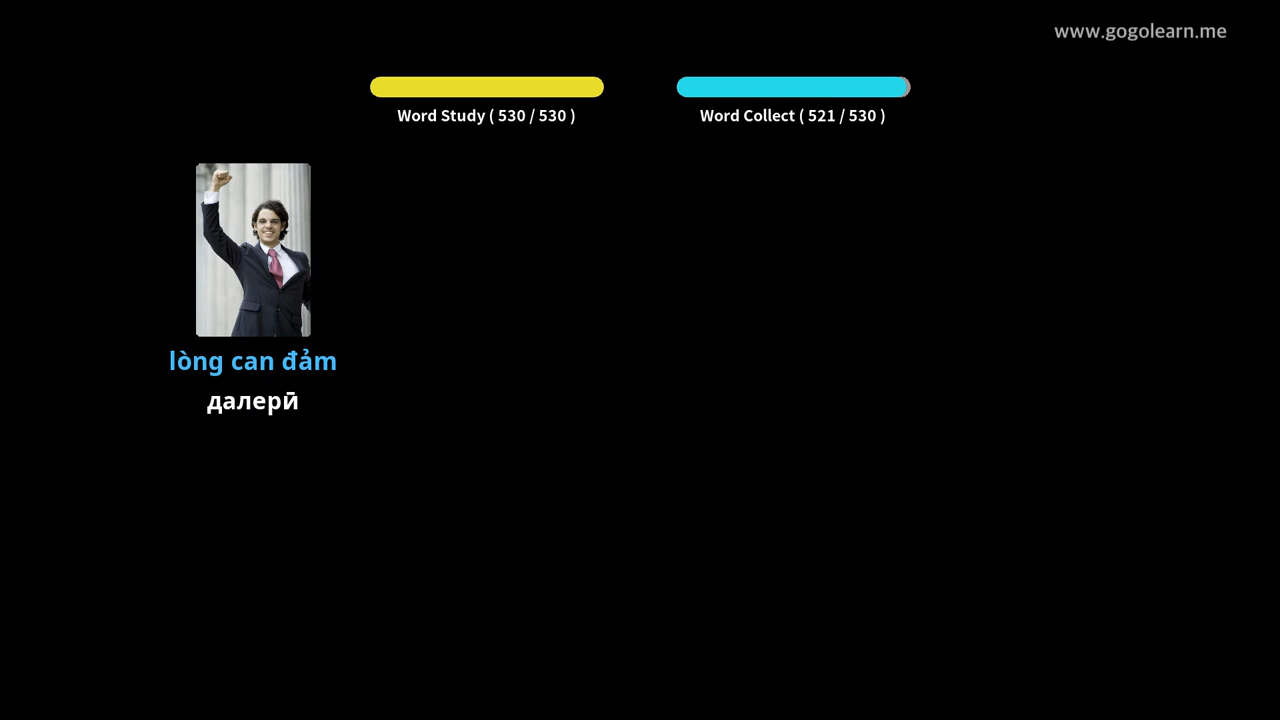 www.gogolearn.me
Word Study ( 530 / 530 )
Word Collect ( 521 / 530 )
lòng can đảm
далерӣ